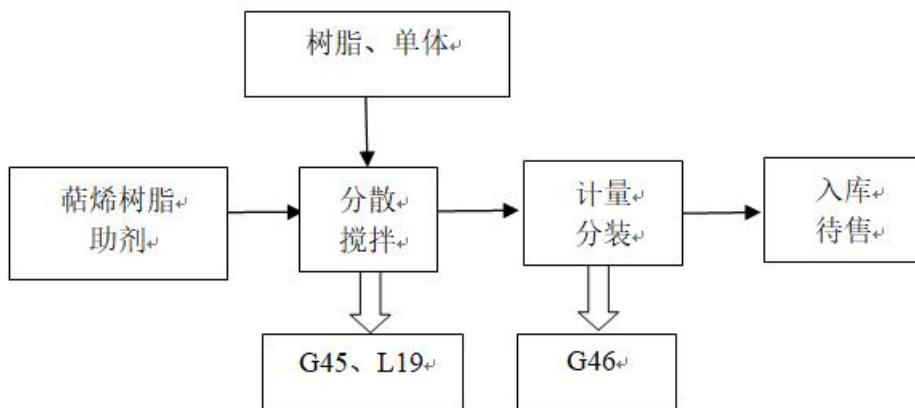 树脂、单体
萜烯树脂
助剂
分散
搅拌
计量
分装
入库
待售
G45、L19
G46